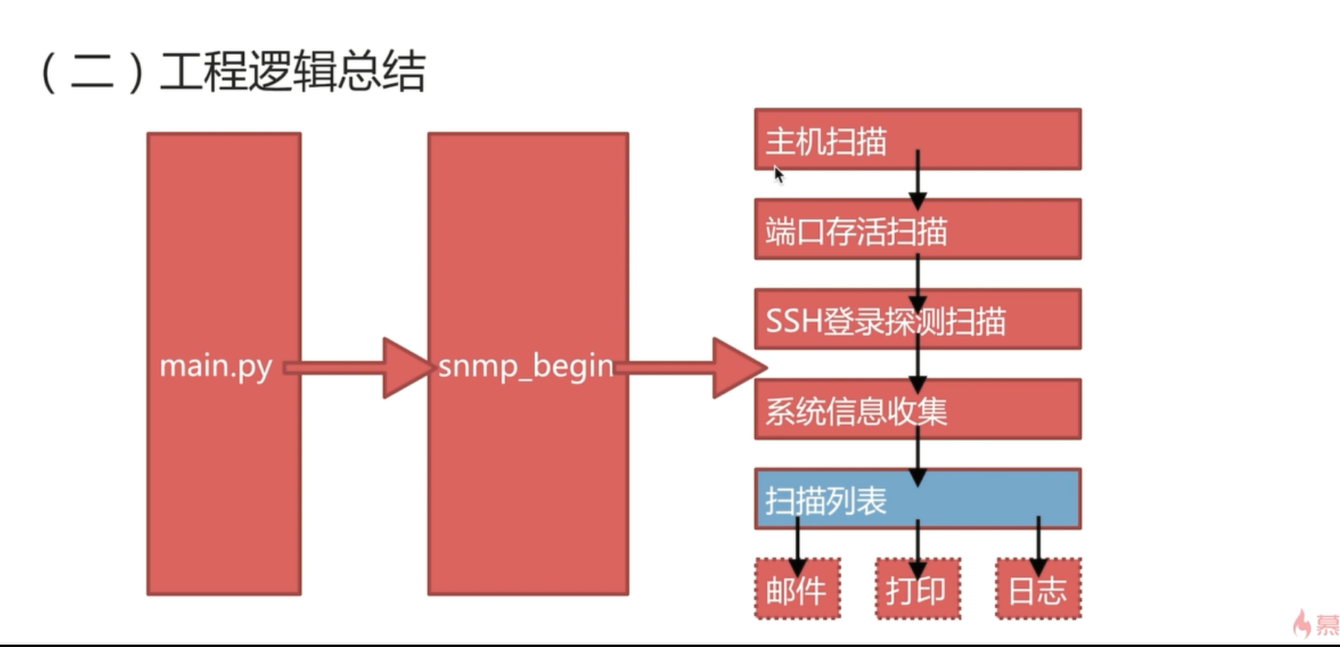 （二）工程逻辑总结
main.py
snmp_begin
主机扫描
端口存活扫描
SSH登录探测扫描
系统信息收集
扫描列表
邮件
打印
日志
慕